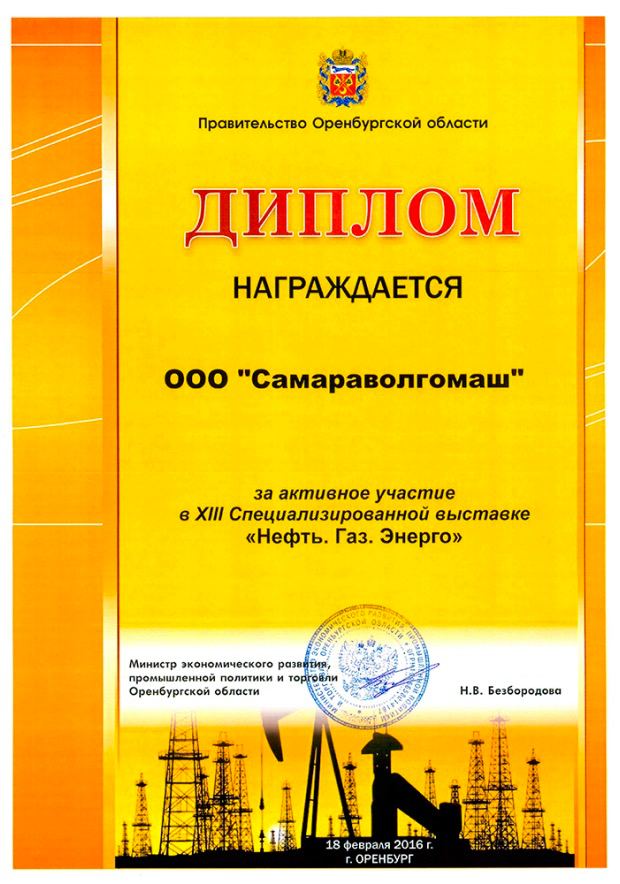 Правительство Оренбургской области
ДИПЛОМ
НАГРАЖДАЕТСЯ
ООО "Самараволгомаш"
за активное участие
в XIII Специализированной выставке
«Нефть. Газ. Энерго»
Министр экономического развития,
промышленной политики и торговли
Оренбургской области
Н.В. Безбородова
18 февраля 2016 г.
г. ОРЕНБУРГ